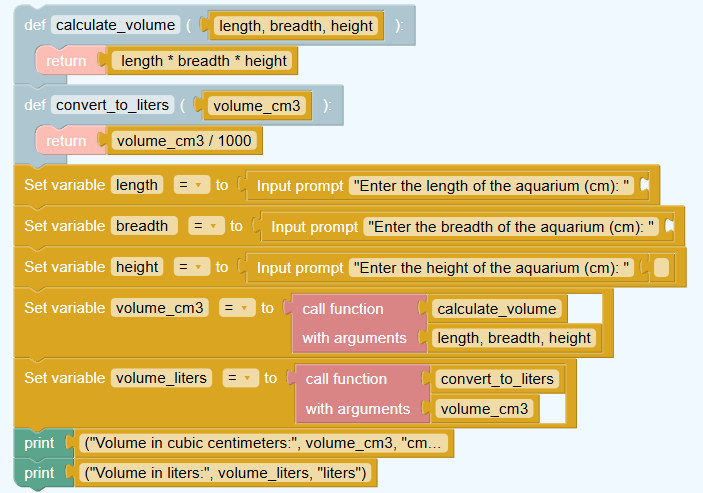 def calculate_volume ( length, breadth, height ):
return length * breadth * height
def convert_to_liters ( volume_cm3 ):
return volume_cm3 / 1000
Set variable length = to Input prompt "Enter the length of the aquarium (cm): "
Set variable breadth = to Input prompt "Enter the breadth of the aquarium (cm): "
Set variable height = to Input prompt "Enter the height of the aquarium (cm): "
Set variable volume_cm3 = to call function calculate_volume
with arguments length, breadth, height
Set variable volume_liters = to call function convert_to_liters
with arguments volume_cm3
print ("Volume in cubic centimeters:", volume_cm3, "cm...
print ("Volume in liters:", volume_liters, "liters")